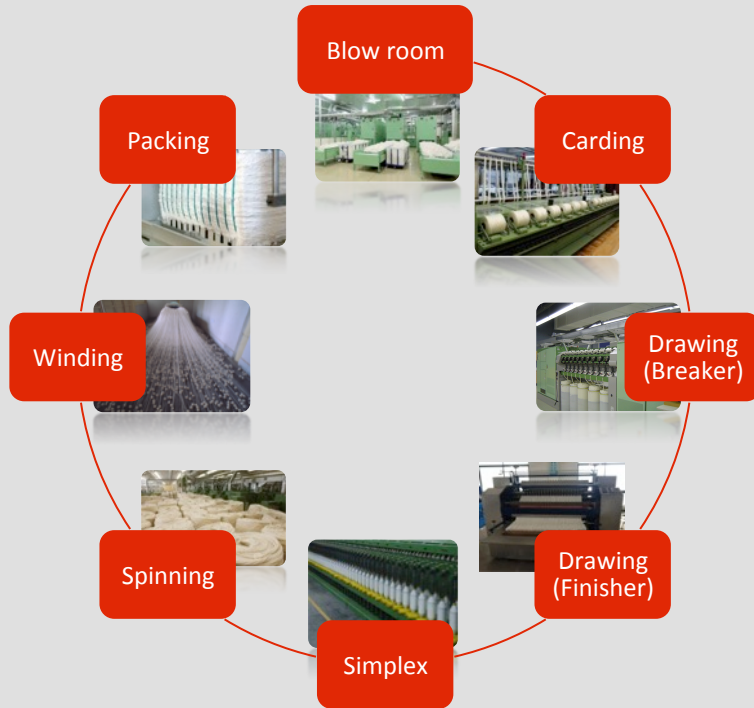 Blow room
Carding
Drawing
(Breaker)
Drawing
(Finisher)
Simplex
Spinning
Winding
Packing